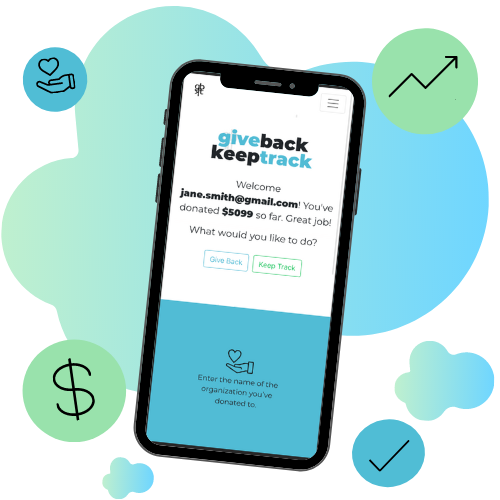 giveback
keeptrack
Welcome
jane.smith@gmail.com! You've
donated $5099 so far. Great job!
What would you like to do?
Give Back Keep Track
Enter the name of the
organization you've
donated to.
$